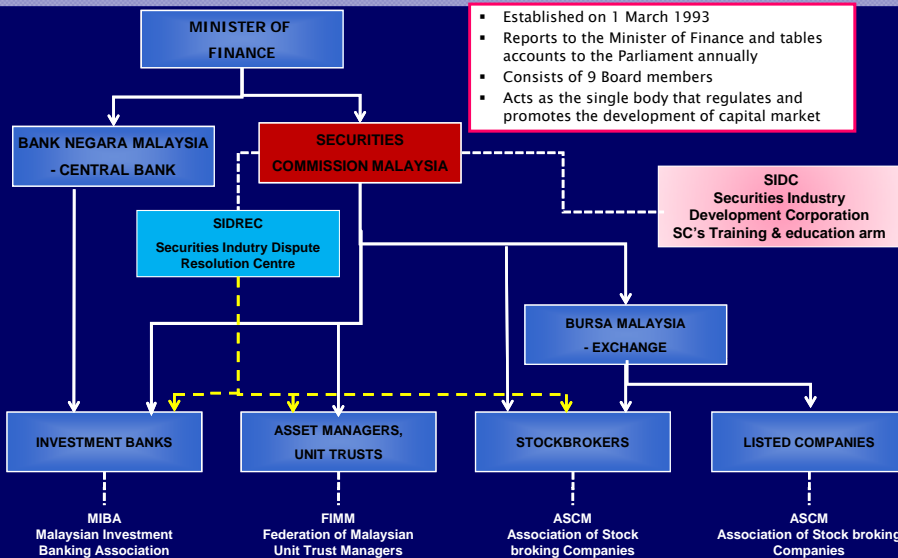 MINISTER OF
FINANCE
▪ Established on 1 March 1993
▪ Reports to the Minister of Finance and tables
accounts to the Parliament annually
▪ Consists of 9 Board members
▪ Acts as the single body that regulates and
promotes the development of capital market
BANK NEGARA MALAYSIA
- CENTRAL BANK
SECURITIES
COMMISSION MALAYSIA
SIDC
Securities Industry
Development Corporation
SC's Training & education arm
SIDREC
Securities Indutry Dispute
Resolution Centre
BURSA MALAYSIA
- EXCHANGE
INVESTMENT BANKS
ASSET MANAGERS,
UNIT TRUSTS
STOCKBROKERS
LISTED COMPANIES
MIBA
Malaysian Investment
Banking Association
FIMM
Federation of Malaysian
Unit Trust Managers
ASCM
Association of Stock
broking Companies
ASCM
Association of Stock broking
Companies